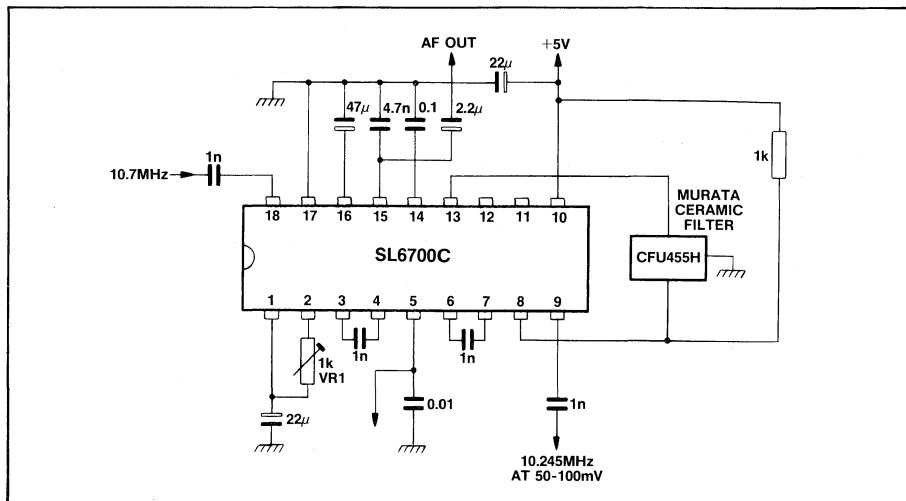 AF OUT
+5V
22μ
47μ
4.7n
0.1
2.2μ
1k
1n
10.7MHz
MURATA
CERAMIC
FILTER
CFU455H
18 17 16 15 14 13 12 11 10
SL6700C
1 2 3 4 5 6 7 8 9
1n
1n
1k
VR1
22μ
0.01
1n
10.245MHz
AT 50-100mV